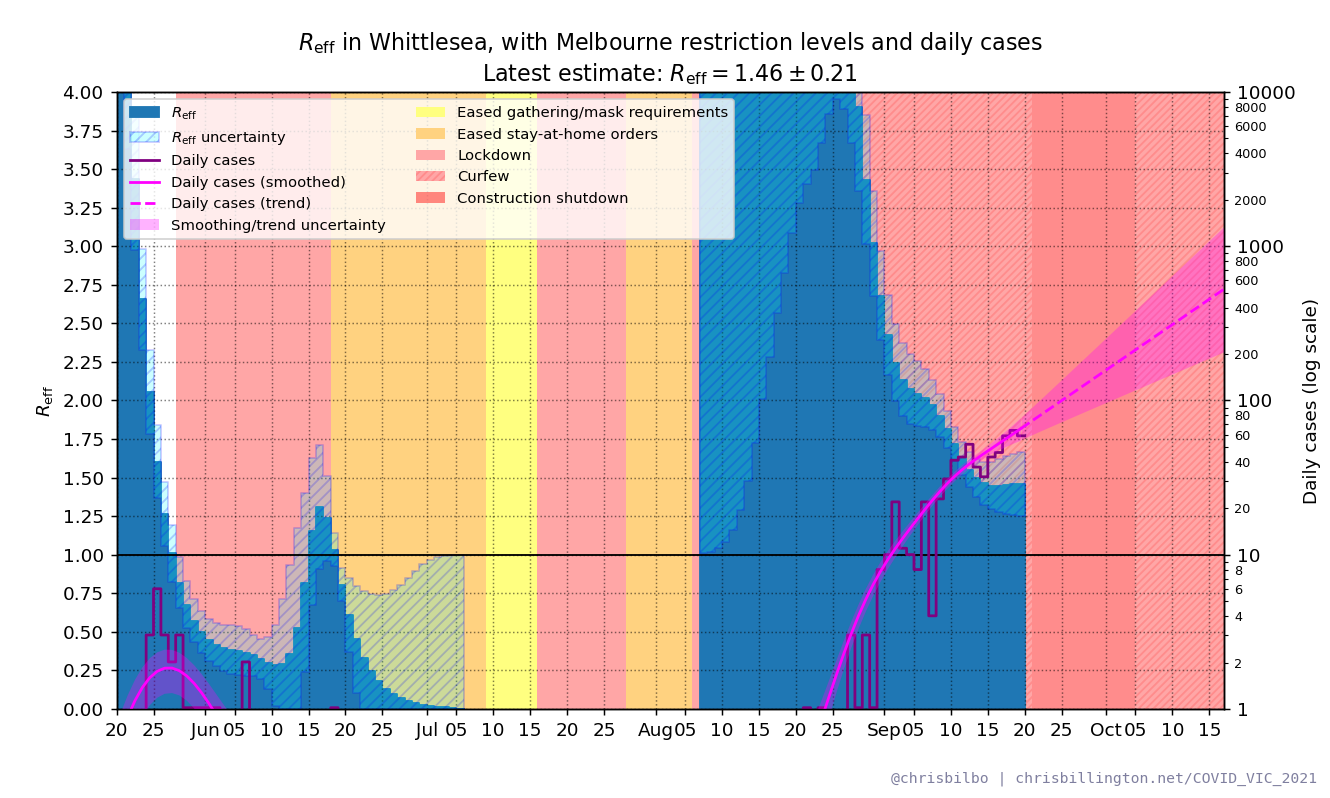 R_eff in Whittlesea, with Melbourne restriction levels and daily cases
Latest estimate: R_eff = 1.46 ± 0.21
R_eff
R_eff uncertainty
Daily cases
Daily cases (smoothed)
Daily cases (trend)
Smoothing/trend uncertainty
Eased gathering/mask requirements
Eased stay-at-home orders
Lockdown
Curfew
Construction shutdown
R_eff
4.00
3.75
3.50
3.25
3.00
2.75
2.50
2.25
2.00
1.75
1.50
1.25
1.00
0.75
0.50
0.25
0.00
10000
8000
6000
4000
2000
1000
800
600
400
200
100
80
60
40
20
10
8
6
4
2
1
Daily cases (log scale)
20 25 Jun 05 10 15 20 25 Jul 05 10 15 20 25 Aug 05 10 15 20 25 Sep 05 10 15 20 25 Oct 05 10 15
@chrisbilbo | chrisbillington.net/COVID_VIC_2021